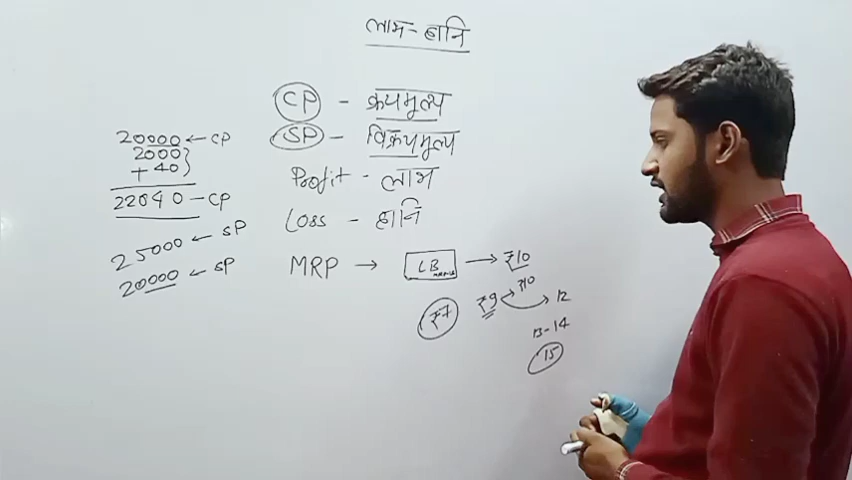 लाभ - हानि
CP - क्रयमूल्य
SP - विक्रयमूल्य
Profit - लाभ
Loss - हानि
MRP → LB → ₹10
₹7 ₹9 → ₹10
12
13-14
15
20000 ← CP
2000
+ 40
22040 - CP
25000 ← SP
20000 ← SP